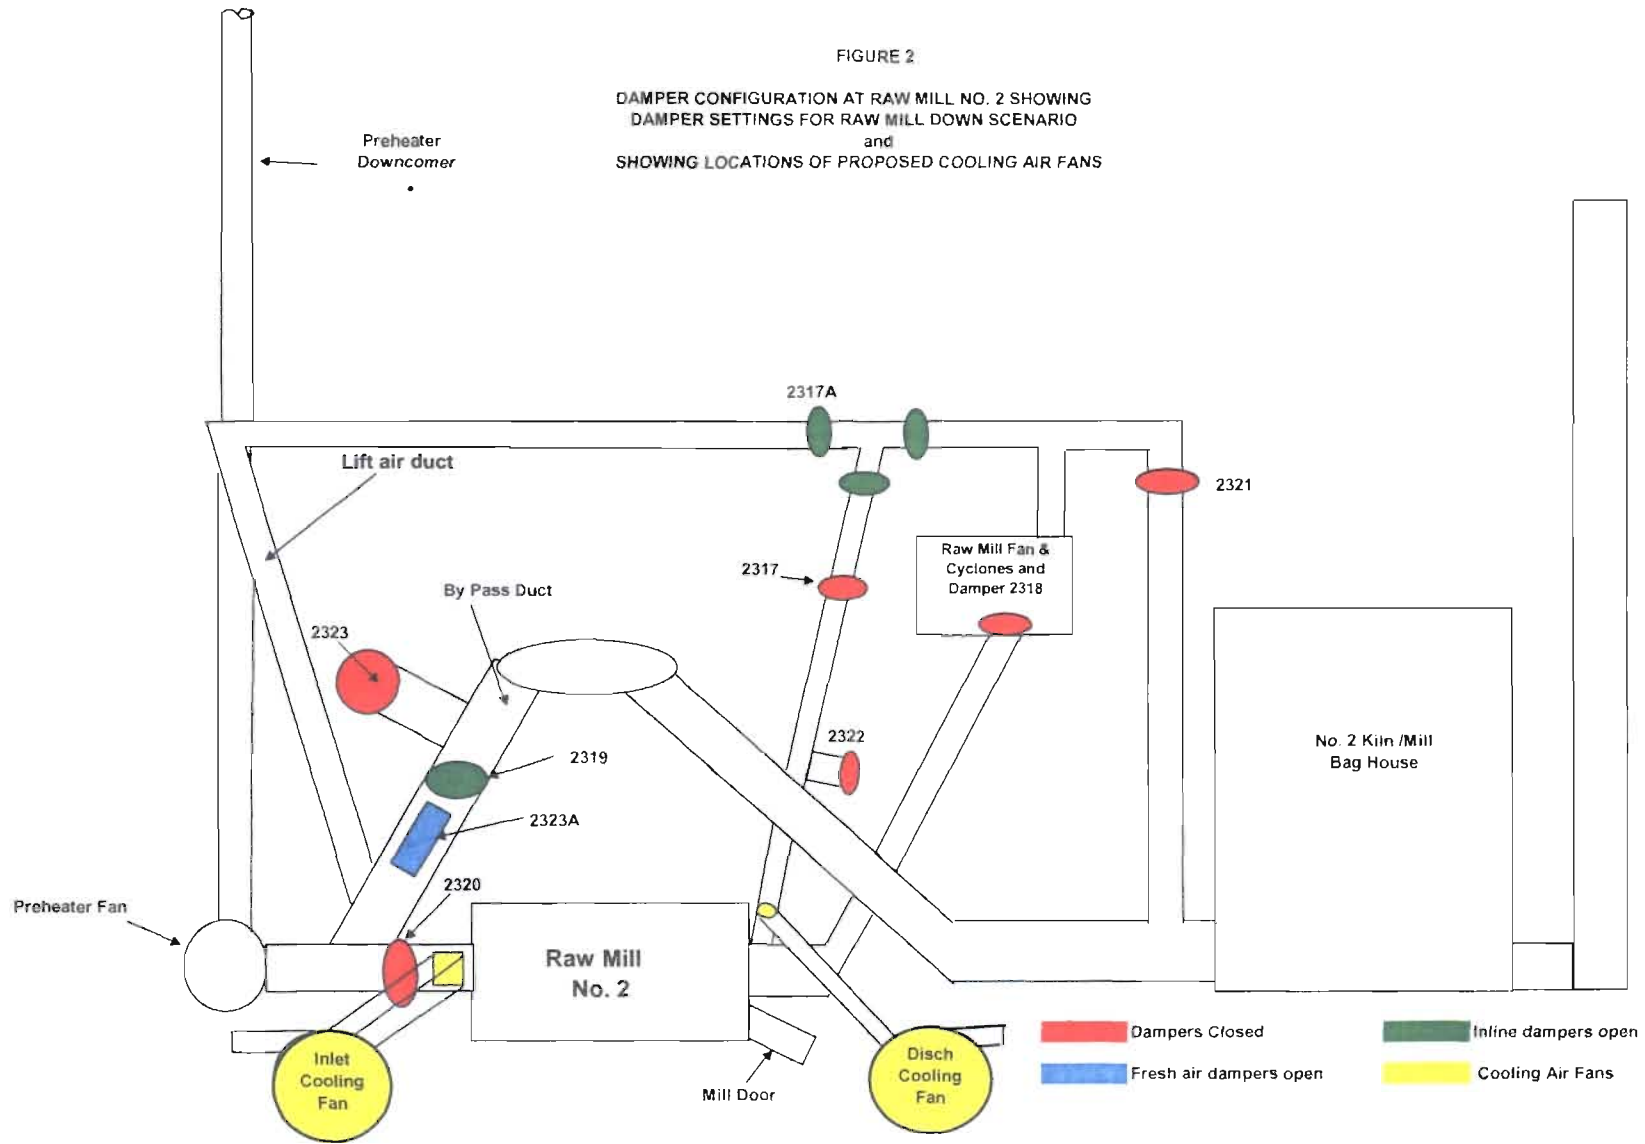 FIGURE 2
DAMPER CONFIGURATION AT RAW MILL NO. 2 SHOWING
DAMPER SETTINGS FOR RAW MILL DOWN SCENARIO
and
SHOWING LOCATIONS OF PROPOSED COOLING AIR FANS
Preheater
Downcomer
2317A
Lift air duct
2321
Raw Mill Fan &
Cyclones and
Damper 2318
2317
By Pass Duct
2323
2322
No. 2 Kiln /Mill
Bag House
2319
2323A
2320
Preheater Fan
Raw Mill
No. 2
Inlet
Cooling
Fan
Disch
Cooling
Fan
Mill Door
Dampers Closed
Inline dampers open
Fresh air dampers open
Cooling Air Fans